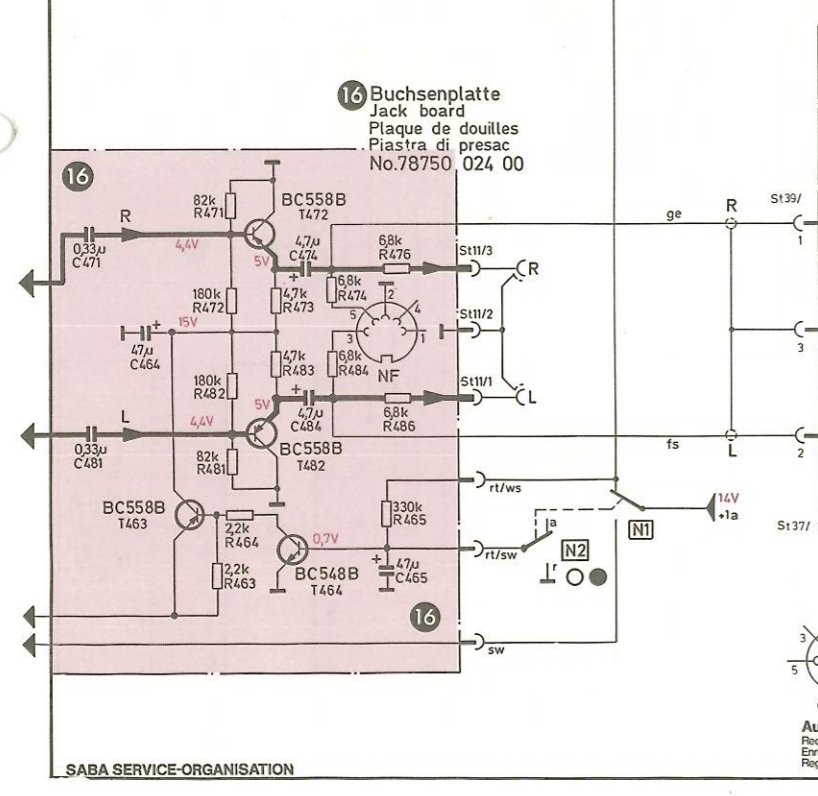 16 Buchsenplatte
Jack board
Plaque de douilles
Piastra di presac
No.78750 024 00
16
82k
R471
BC558B
T472
R
0,33µ
C471
4,4V
5V
4,7µ
C474
6,8k
R476
St11/3
R
ge
R
St39/
1
180k
R472
4,7k
R473
6,8k
R474
2
5
4
3
1
NF
St11/2
15V
47µ
C464
3
4,7k
R483
6,8k
R484
180k
R482
5V
4,7µ
C484
6,8k
R486
St11/1
L
L
0,33µ
C481
4,4V
82k
R481
BC558B
T482
fs
L
2
BC558B
T463
2,2k
R464
330k
R465
rt/ws
14V
+1a
N1
St37/
0,7V
2,2k
R463
BC548B
T464
47µ
C465
rt/sw
a
N2
r
16
sw
3
5
SABA SERVICE-ORGANISATION
Au
Rec
Enr
Reg